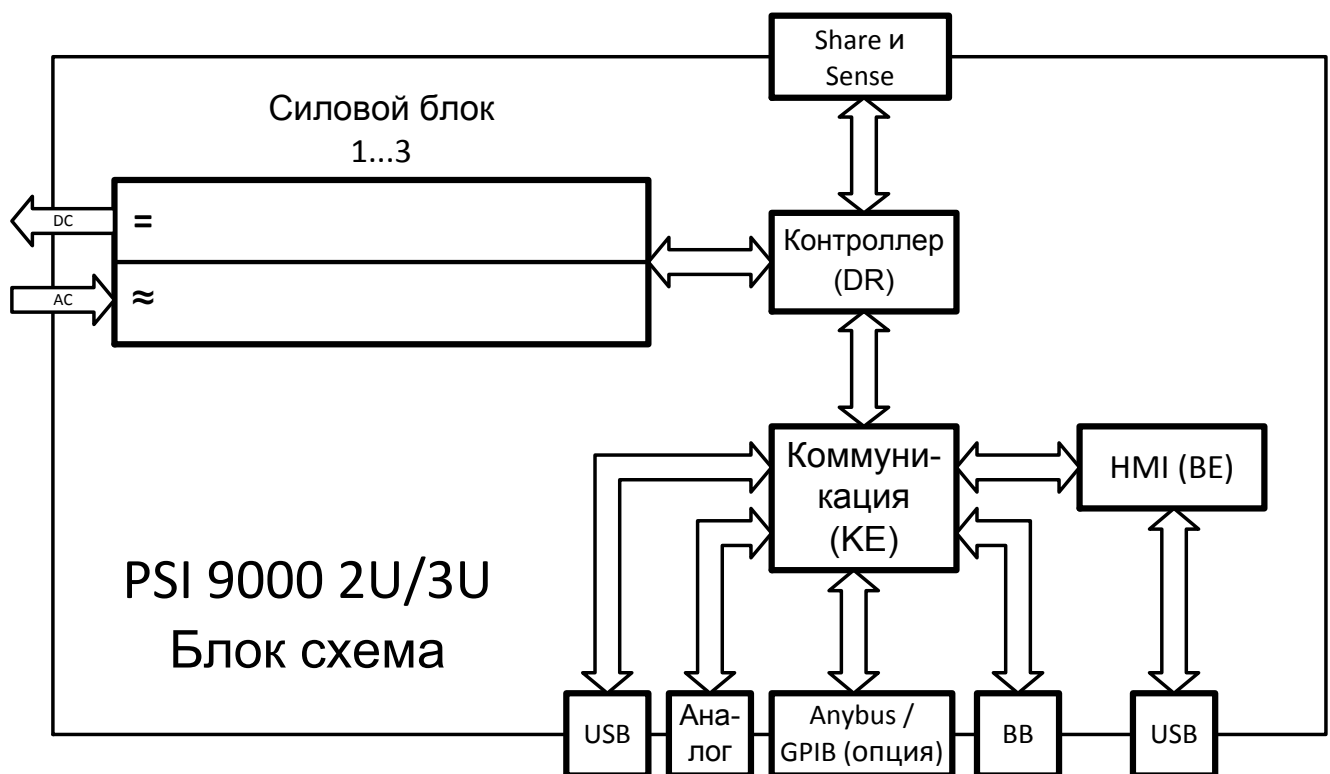 Share и
Sense
Силовой блок
1...3
DC
=
AC
≈
Контроллер
(DR)
Коммуни-
кация
(KE)
HMI (BE)
PSI 9000 2U/3U
Блок схема
USB
Ана-
лог
Anybus /
GPIB (опция)
BB
USB